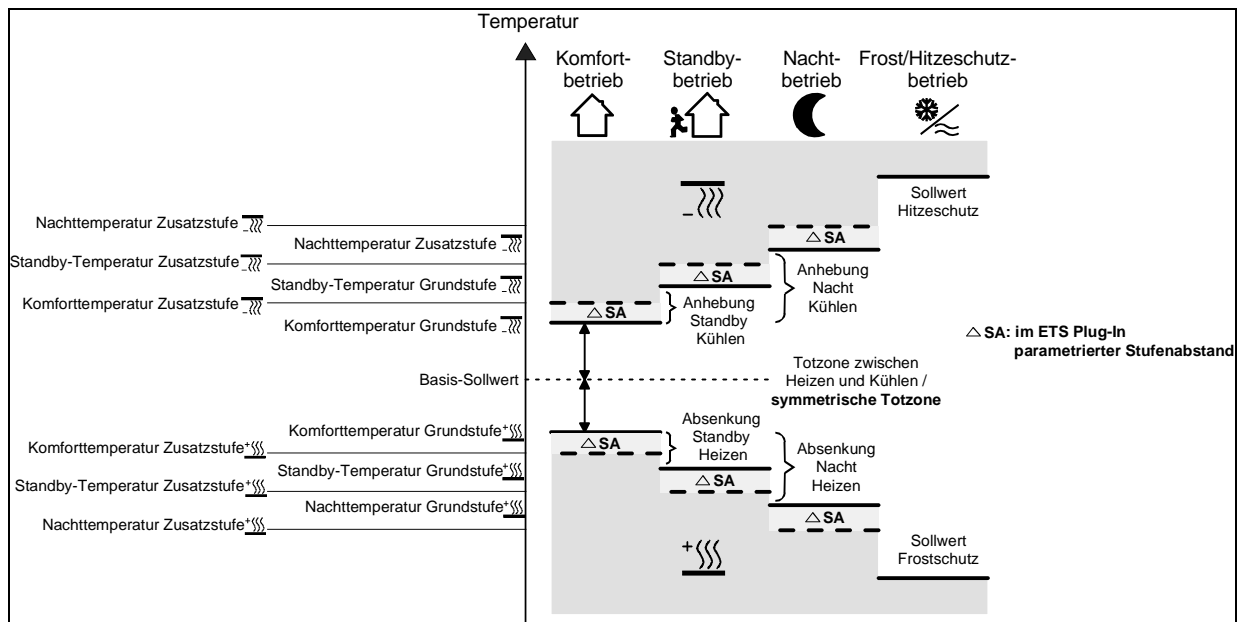 Temperatur
Komfort-
betrieb
Standby-
betrieb
Nacht-
betrieb
Frost/Hitzeschutz-
betrieb
Sollwert
Hitzeschutz
Nachttemperatur Zusatzstufe
Nachttemperatur Zusatzstufe
Standby-Temperatur Zusatzstufe
Standby-Temperatur Grundstufe
Komforttemperatur Zusatzstufe
Komforttemperatur Grundstufe
△ SA
△ SA
△ SA
Anhebung
Standby
Kühlen
Anhebung
Nacht
Kühlen
△ SA: im ETS Plug-In
parametrierter Stufenabstand
Basis-Sollwert
Totzone zwischen
Heizen und Kühlen /
symmetrische Totzone
Komforttemperatur Grundstufe
Komforttemperatur Zusatzstufe
Standby-Temperatur Grundstufe
Standby-Temperatur Zusatzstufe
Nachttemperatur Grundstufe
Nachttemperatur Zusatzstufe
△ SA
△ SA
△ SA
Absenkung
Standby
Heizen
Absenkung
Nacht
Heizen
Sollwert
Frostschutz